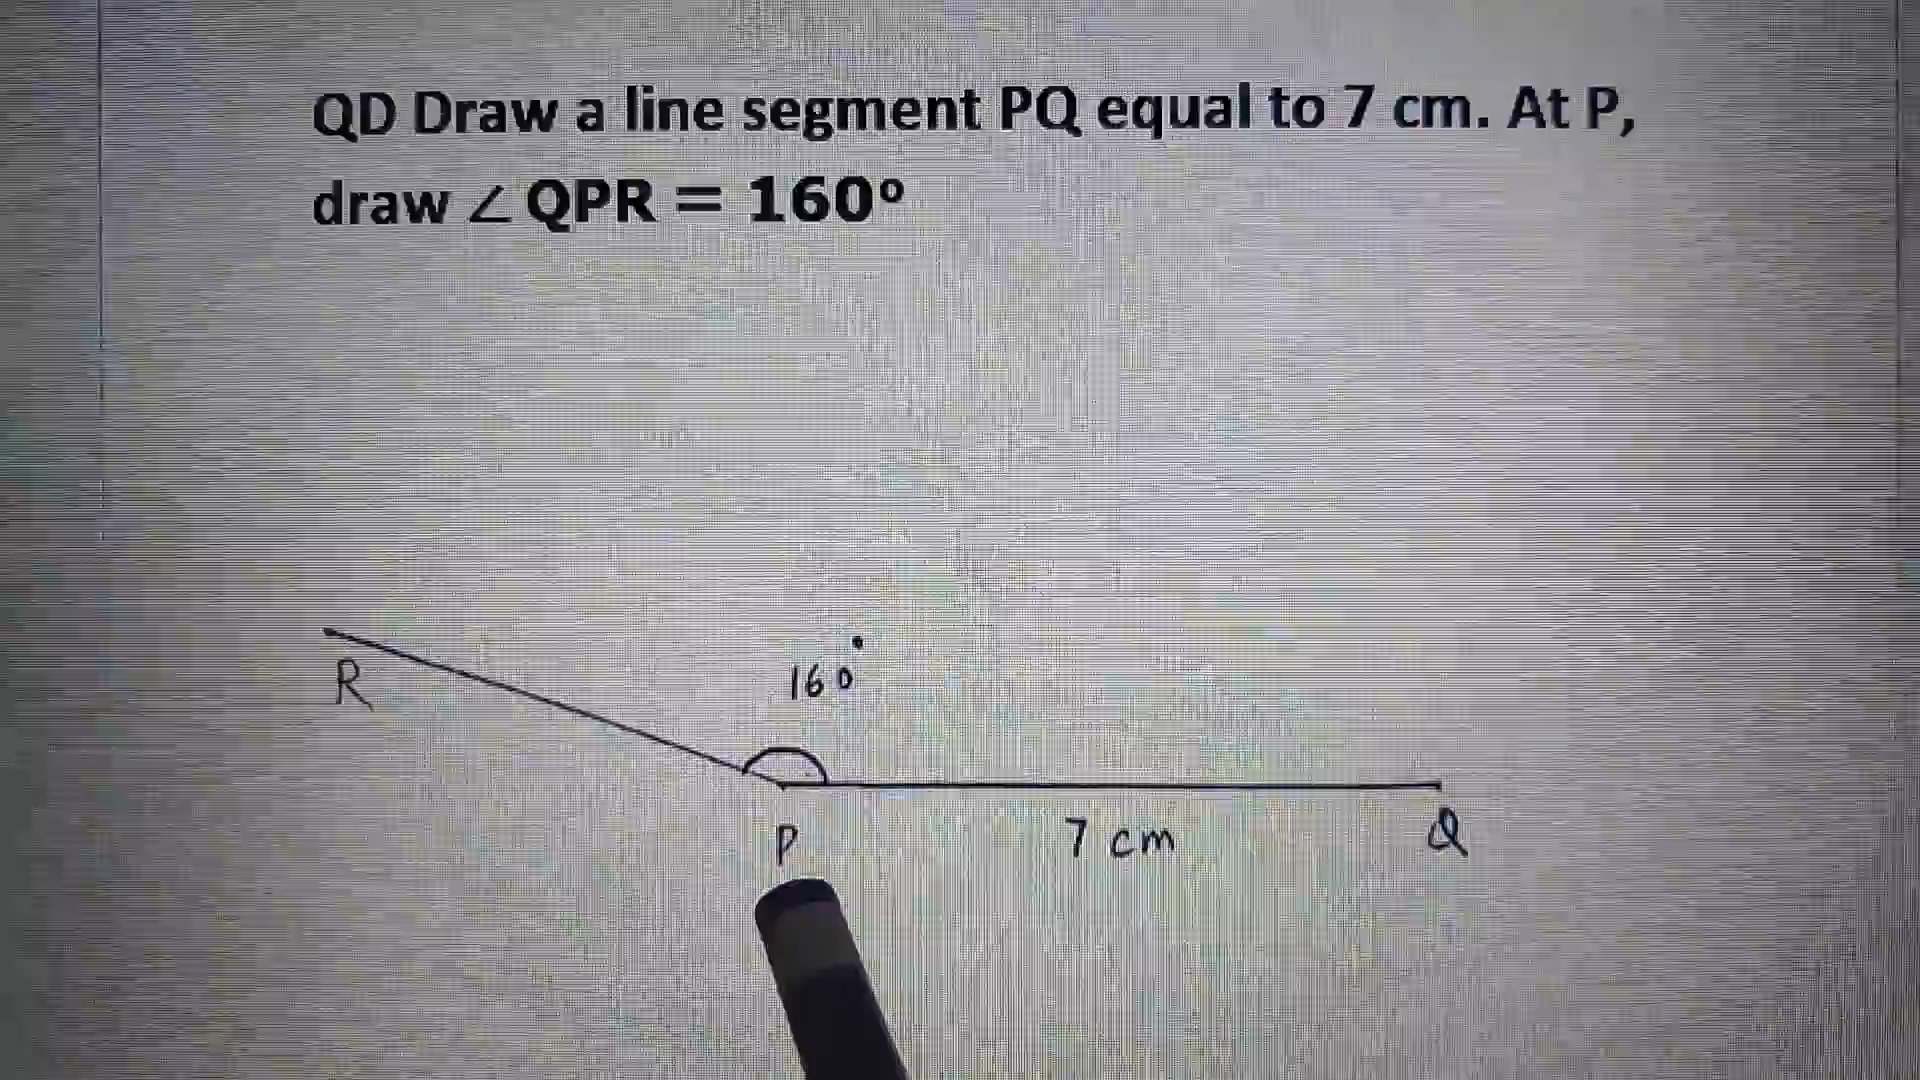 QD Draw a line segment PQ equal to 7 cm. At P,
draw ∠ QPR = 160°
160°
R
P
7 cm
Q